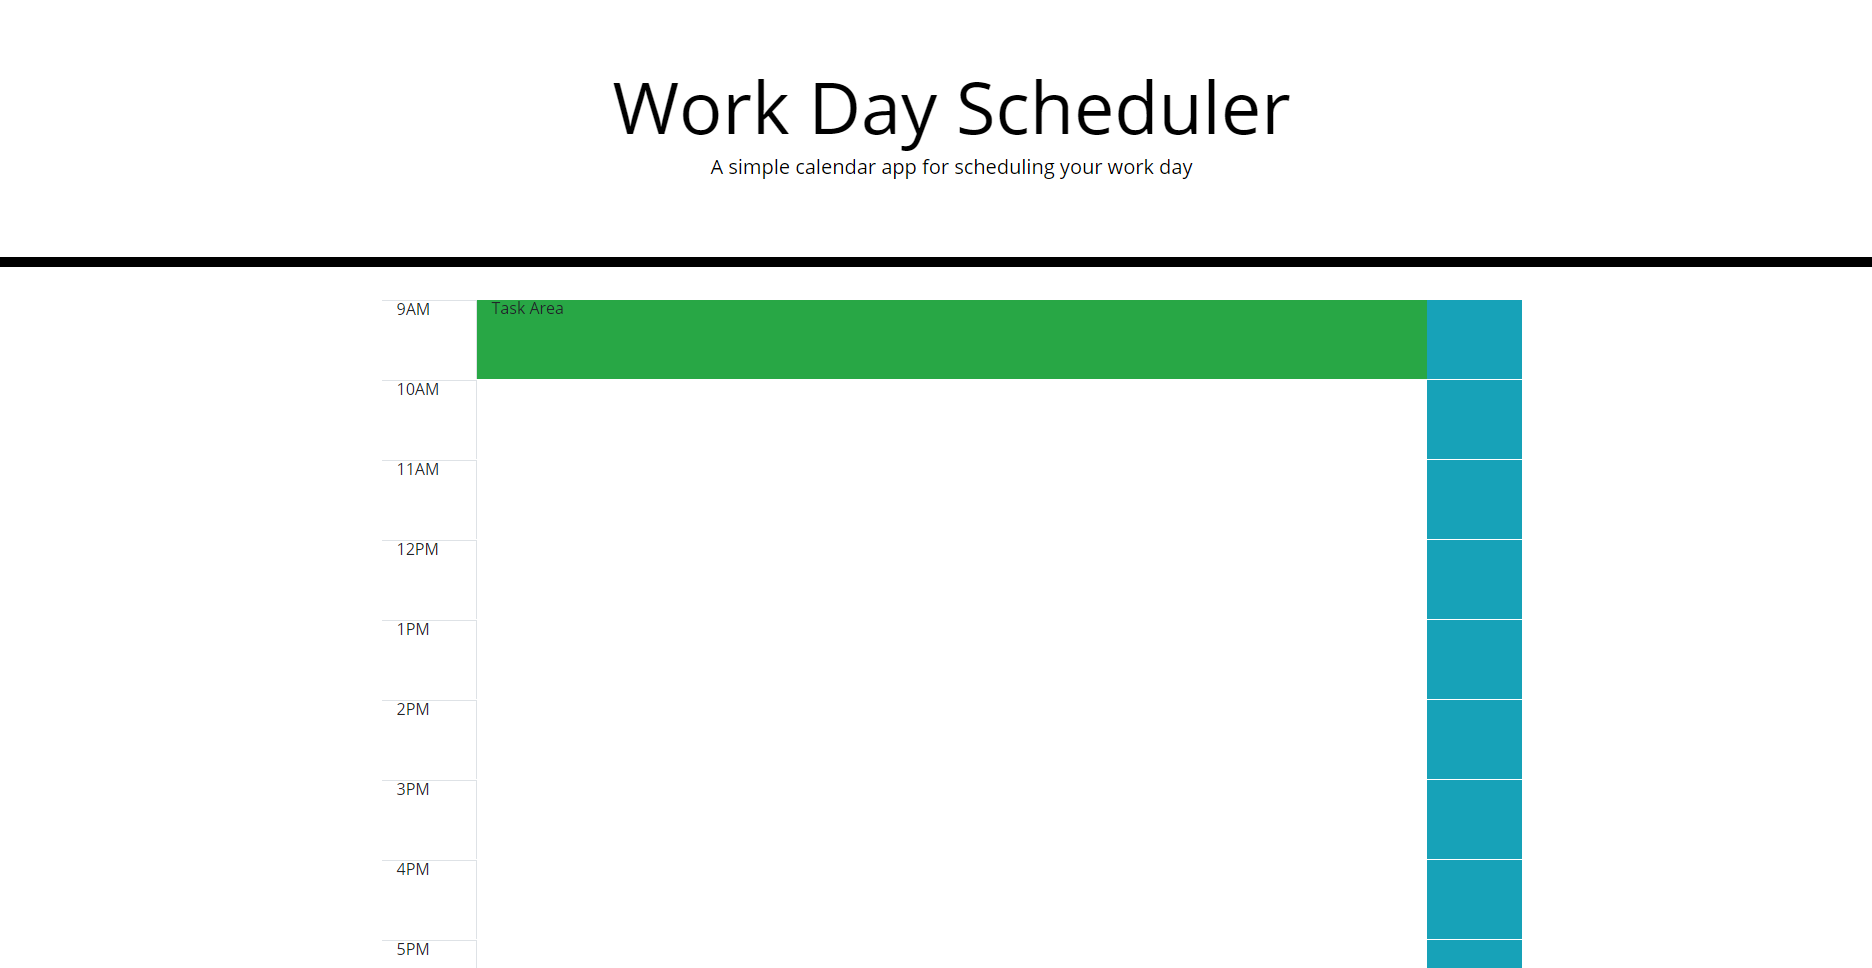 Work Day Scheduler
A simple calendar app for scheduling your work day
9AM
Task Area
10AM
11AM
12PM
1PM
2PM
3PM
4PM
5PM